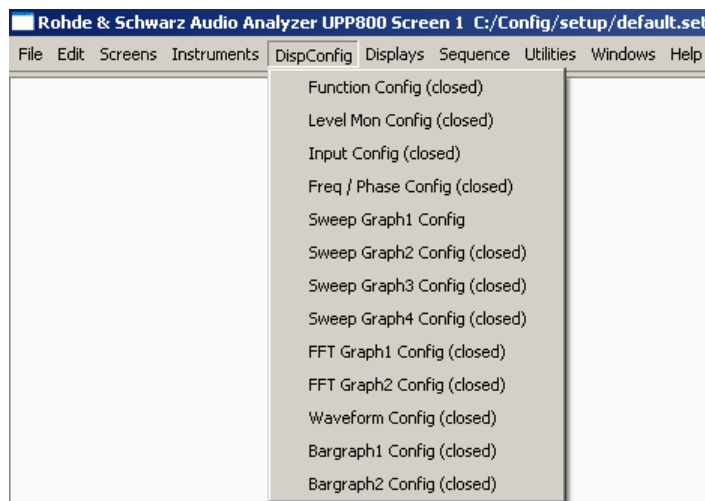 Rohde & Schwarz Audio Analyzer UPP800 Screen 1 C:/Config/setup/default.set
File Edit Screens Instruments DispConfig Displays Sequence Utilities Windows Help
Function Config (closed)
Level Mon Config (closed)
Input Config (closed)
Freq / Phase Config (closed)
Sweep Graph1 Config
Sweep Graph2 Config (closed)
Sweep Graph3 Config (closed)
Sweep Graph4 Config (closed)
FFT Graph1 Config (closed)
FFT Graph2 Config (closed)
Waveform Config (closed)
Bargraph1 Config (closed)
Bargraph2 Config (closed)